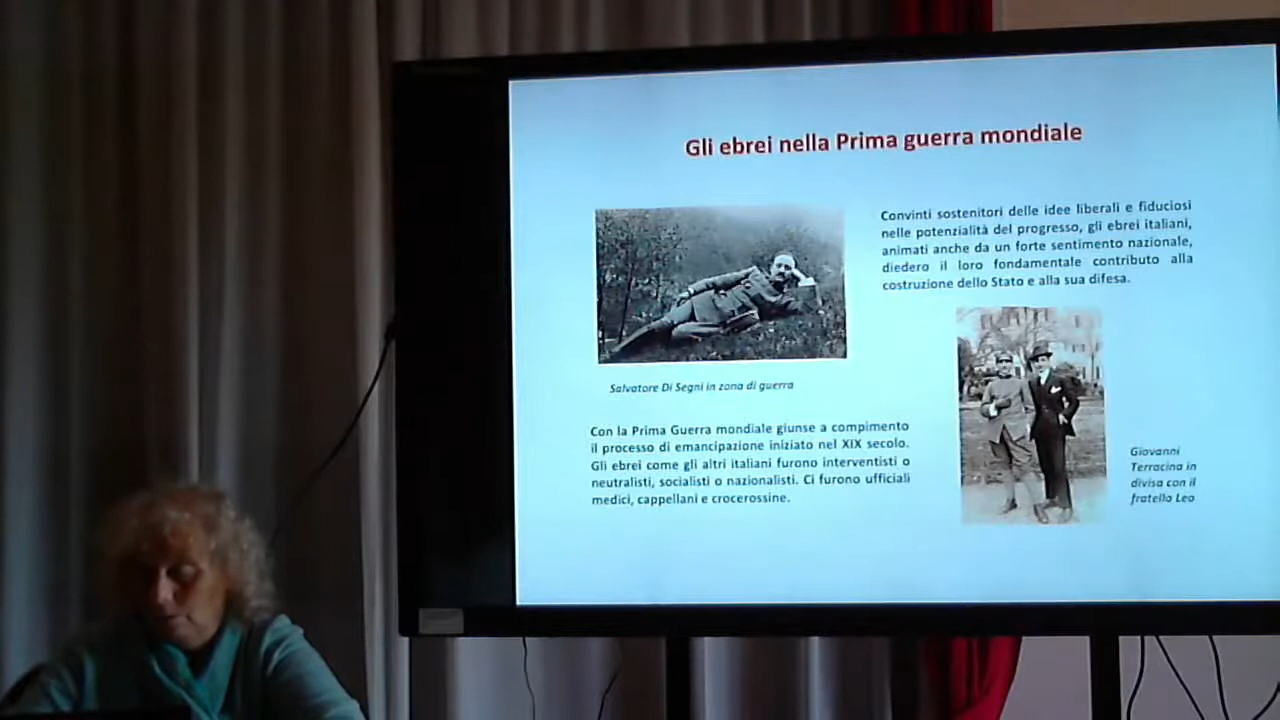 Gli ebrei nella Prima guerra mondiale
Convinti sostenitori delle idee liberali e fiduciosi
nelle potenzialità del progresso, gli ebrei italiani,
animati anche da un forte sentimento nazionale,
diedero il loro fondamentale contributo alla
costruzione dello Stato e alla sua difesa.
Salvatore Di Segni in zona di guerra
Con la Prima Guerra mondiale giunse a compimento
il processo di emancipazione iniziato nel XIX secolo.
Gli ebrei come gli altri italiani furono interventisti o
neutralisti, socialisti o nazionalisti. Ci furono ufficiali
medici, cappellani e crocerossine.
Giovanni
Terracina in
divisa con il
fratello Leo